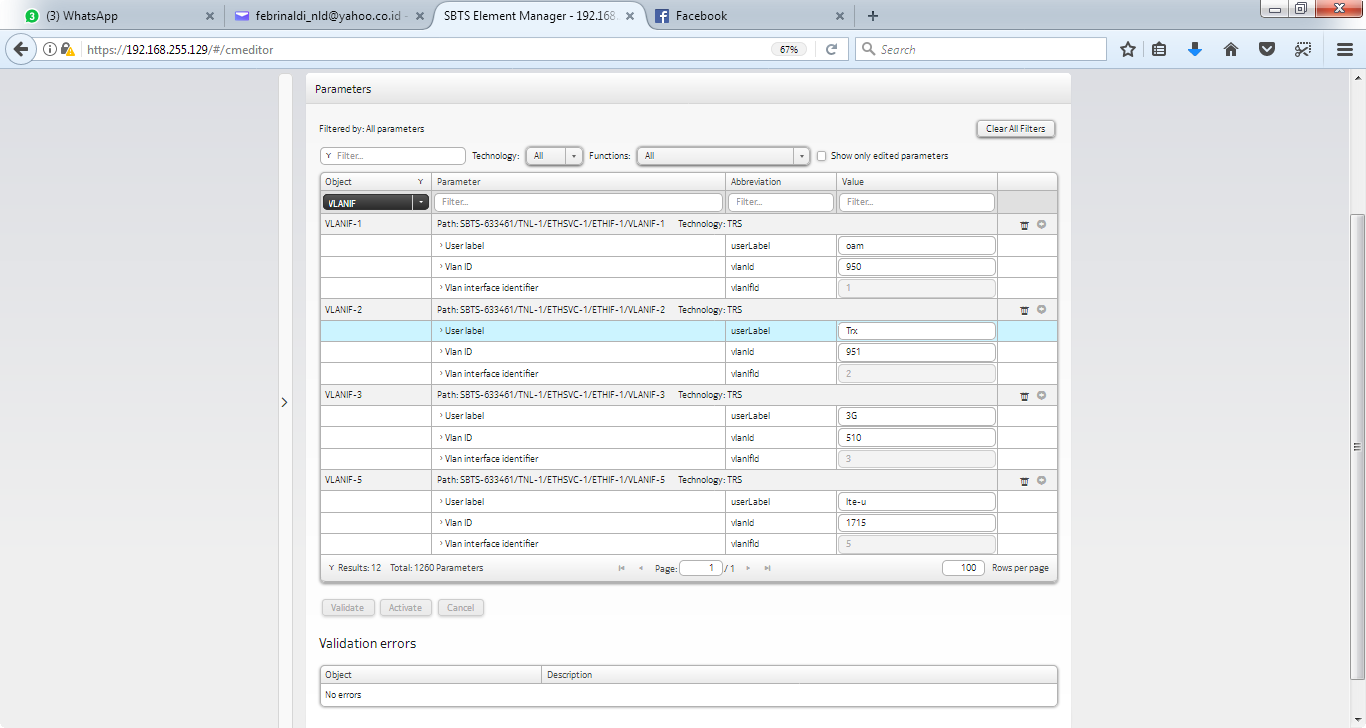 3 (3) WhatsApp febrinaldi_nld@yahoo.co.id - SBTS Element Manager - 192.168. Facebook
https://192.168.255.129/#/cmeditor 67% Search
Parameters
Filtered by: All parameters Clear All Filters
Filter... Technology: All Functions: All Show only edited parameters
Object Parameter Abbreviation Value
VLANIF Filter... Filter... Filter...
VLANIF-1 Path: SBTS-633461/TNL-1/ETHSVC-1/ETHIF-1/VLANIF-1 Technology: TRS
User label userLabel oam
Vlan ID vlanId 950
Vlan interface identifier vlanIfId 1
VLANIF-2 Path: SBTS-633461/TNL-1/ETHSVC-1/ETHIF-1/VLANIF-2 Technology: TRS
User label userLabel Trx
Vlan ID vlanId 951
Vlan interface identifier vlanIfId 2
VLANIF-3 Path: SBTS-633461/TNL-1/ETHSVC-1/ETHIF-1/VLANIF-3 Technology: TRS
User label userLabel 3G
Vlan ID vlanId 510
Vlan interface identifier vlanIfId 3
VLANIF-5 Path: SBTS-633461/TNL-1/ETHSVC-1/ETHIF-1/VLANIF-5 Technology: TRS
User label userLabel lte-u
Vlan ID vlanId 1715
Vlan interface identifier vlanIfId 5
Results: 12 Total: 1260 Parameters Page: 1 / 1 100 Rows per page
Validate Activate Cancel
Validation errors
Object Description
No errors